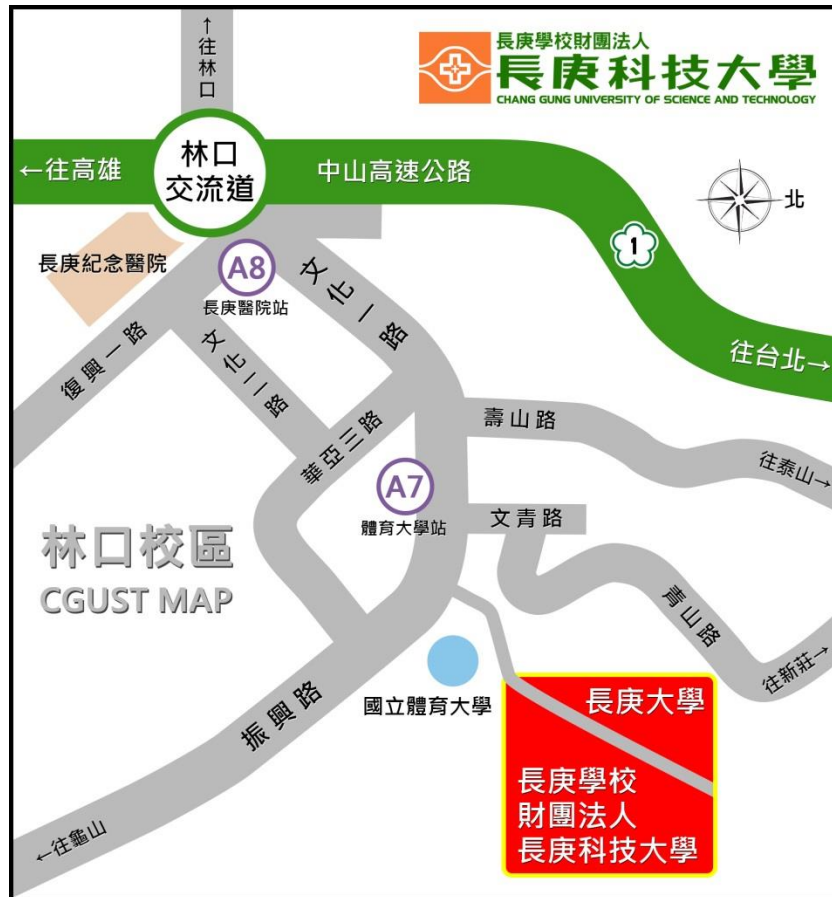 ↑往林口
長庚學校財團法人
長庚科技大學
CHANG GUNG UNIVERSITY OF SCIENCE AND TECHNOLOGY
←往高雄
林口
交流道
中山高速公路
北
1
長庚紀念醫院
A8
長庚醫院站
文化一路
往台北→
復興一路
文化二路
華亞三路
壽山路
往泰山→
A7
體育大學站
文青路
林口校區
CGUST MAP
青山路
往新莊→
國立體育大學
振興路
長庚大學
長庚學校
財團法人
長庚科技大學
←往龜山